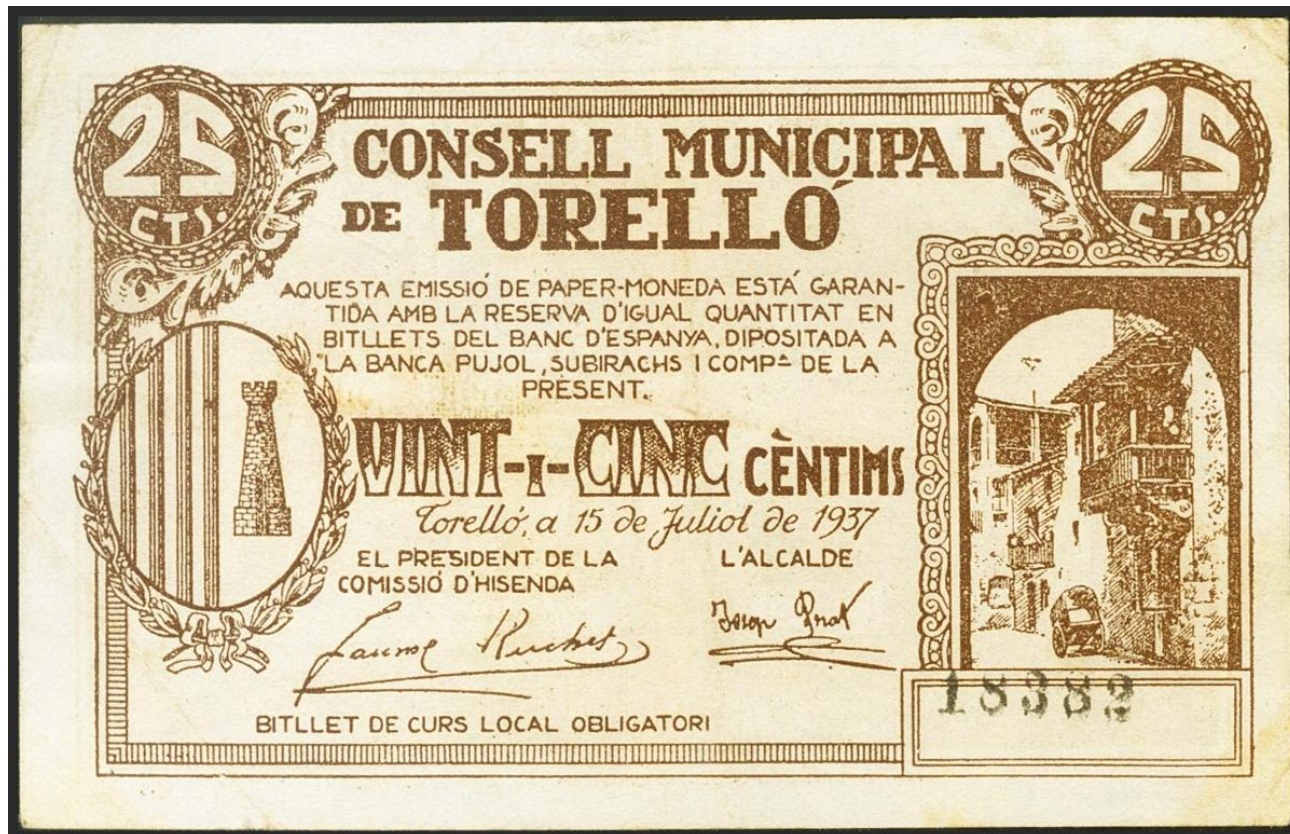 25 CTS.
25 CTS.
CONSELL MUNICIPAL
DE TORELLÓ
AQUESTA EMISSIÓ DE PAPER-MONEDA ESTÁ GARAN-
TIDA AMB LA RESERVA D'IGUAL QUANTITAT EN
BITLLETS DEL BANC D'ESPANYA, DIPOSITADA A
LA BANCA PUJOL, SUBIRACHS I COMPª DE LA
PRESENT.
VINT-I-CINC CÈNTIMS
Torelló, a 15 de Juliol de 1937
EL PRESIDENT DE LA
COMISSIÓ D'HISENDA
L'ALCALDE
Jaume
Josep
18382
BITLLET DE CURS LOCAL OBLIGATORI